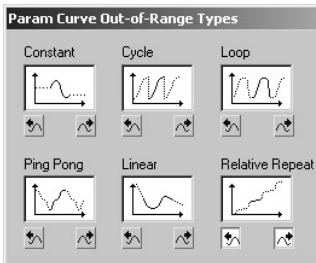 Param Curve Out-of-Range Types
Constant Cycle Loop
Ping Pong Linear Relative Repeat